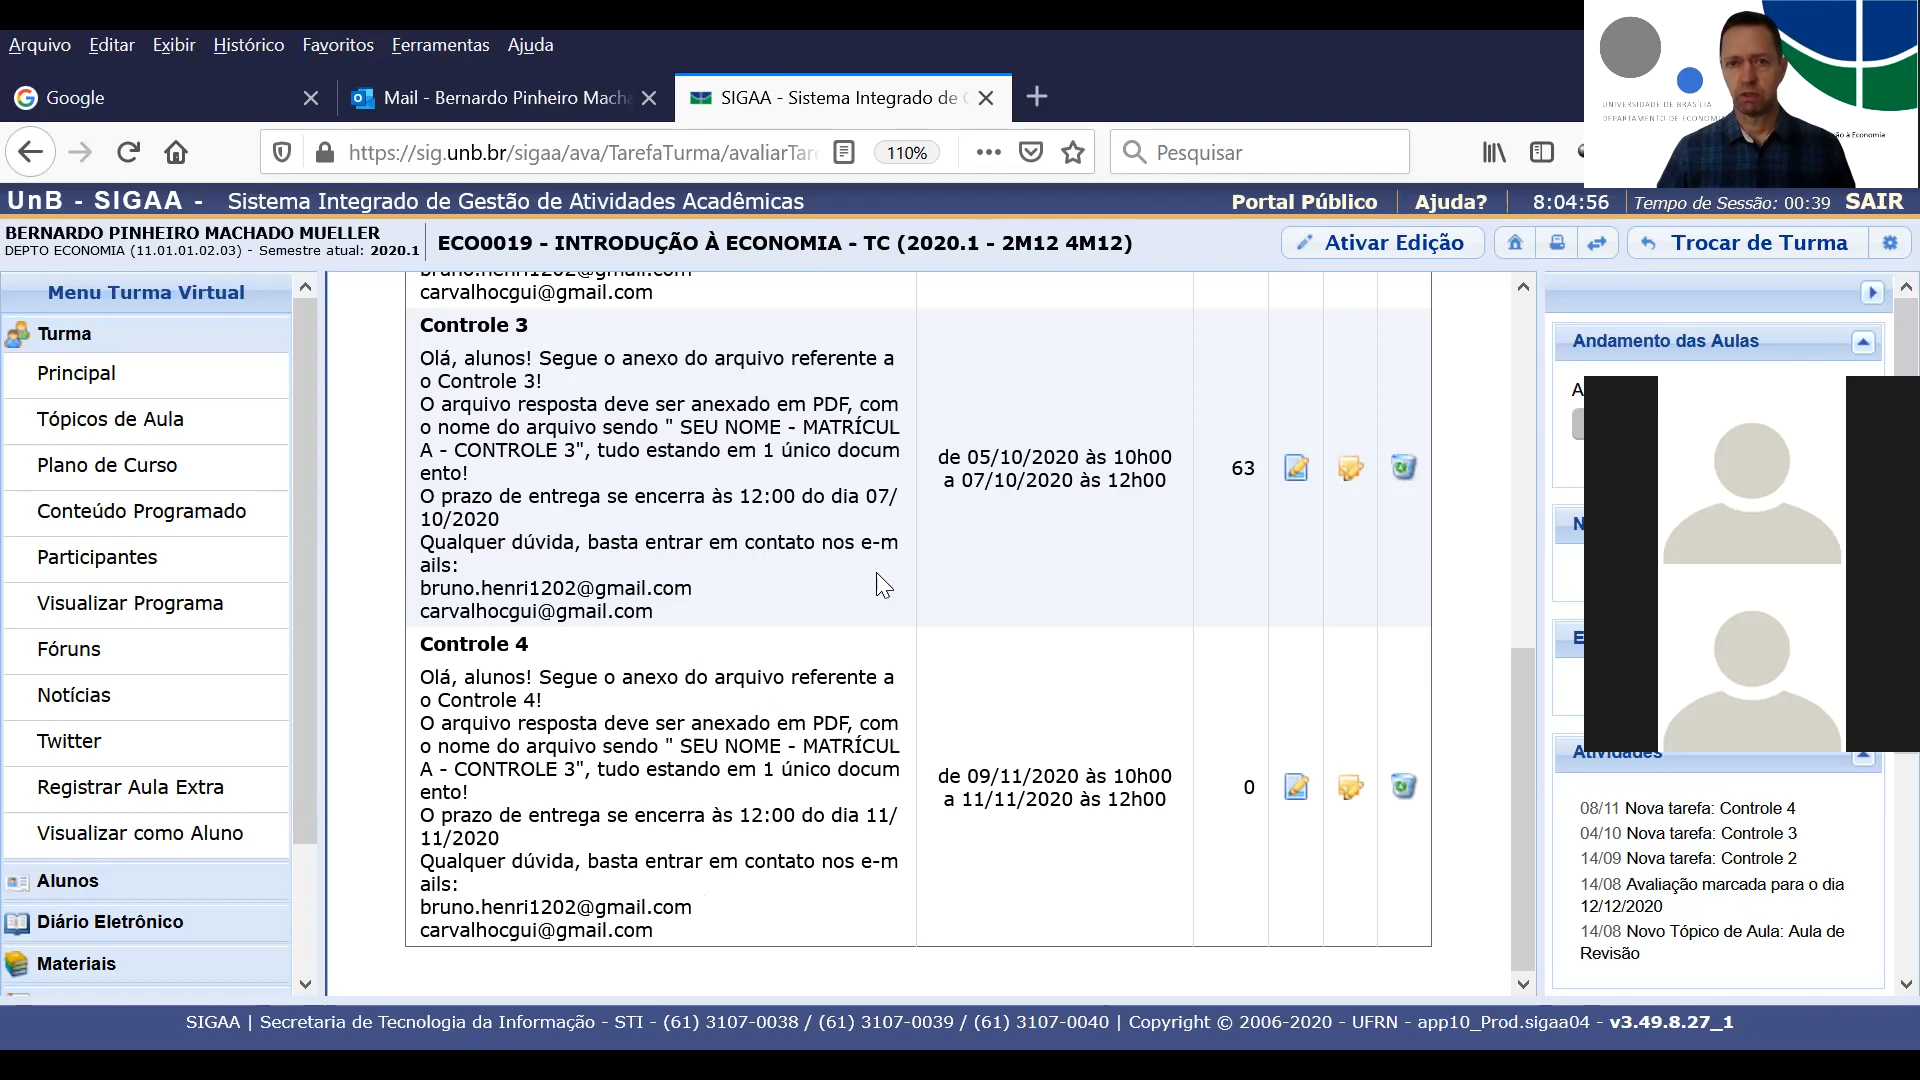 Arquivo Editar Exibir Histórico Favoritos Ferramentas Ajuda
Google
Mail - Bernardo Pinheiro Mach
SIGAA - Sistema Integrado de
https://sig.unb.br/sigaa/ava/TarefaTurma/avaliarTare
110%
Pesquisar
UNIVERSIDADE DE BRASÍLIA
DEPARTAMENTO DE ECONOMIA
à Economia
UnB - SIGAA - Sistema Integrado de Gestão de Atividades Acadêmicas
Portal Público Ajuda? 8:04:56 Tempo de Sessão: 00:39 SAIR
BERNARDO PINHEIRO MACHADO MUELLER
DEPTO ECONOMIA (11.01.01.02.03) - Semestre atual: 2020.1
ECO0019 - INTRODUÇÃO À ECONOMIA - TC (2020.1 - 2M12 4M12)
Ativar Edição
Trocar de Turma
Menu Turma Virtual
Turma
Principal
Tópicos de Aula
Plano de Curso
Conteúdo Programado
Participantes
Visualizar Programa
Fóruns
Notícias
Twitter
Registrar Aula Extra
Visualizar como Aluno
Alunos
Diário Eletrônico
Materiais
bruno.henri1202@gmail.com
carvalhocgui@gmail.com
Controle 3
Olá, alunos! Segue o anexo do arquivo referente a
o Controle 3!
O arquivo resposta deve ser anexado em PDF, com
o nome do arquivo sendo " SEU NOME - MATRÍCUL
A - CONTROLE 3", tudo estando em 1 único docum
ento!
O prazo de entrega se encerra às 12:00 do dia 07/
10/2020
Qualquer dúvida, basta entrar em contato nos e-m
ails:
bruno.henri1202@gmail.com
carvalhocgui@gmail.com
de 05/10/2020 às 10h00
a 07/10/2020 às 12h00
63
Controle 4
Olá, alunos! Segue o anexo do arquivo referente a
o Controle 4!
O arquivo resposta deve ser anexado em PDF, com
o nome do arquivo sendo " SEU NOME - MATRÍCUL
A - CONTROLE 3", tudo estando em 1 único docum
ento!
O prazo de entrega se encerra às 12:00 do dia 11/
11/2020
Qualquer dúvida, basta entrar em contato nos e-m
ails:
bruno.henri1202@gmail.com
carvalhocgui@gmail.com
de 09/11/2020 às 10h00
a 11/11/2020 às 12h00
0
Andamento das Aulas
A
N
E
Atividades
08/11 Nova tarefa: Controle 4
04/10 Nova tarefa: Controle 3
14/09 Nova tarefa: Controle 2
14/08 Avaliação marcada para o dia
12/12/2020
14/08 Novo Tópico de Aula: Aula de
Revisão
SIGAA | Secretaria de Tecnologia da Informação - STI - (61) 3107-0038 / (61) 3107-0039 / (61) 3107-0040 | Copyright © 2006-2020 - UFRN - app10_Prod.sigaa04 - v3.49.8.27_1